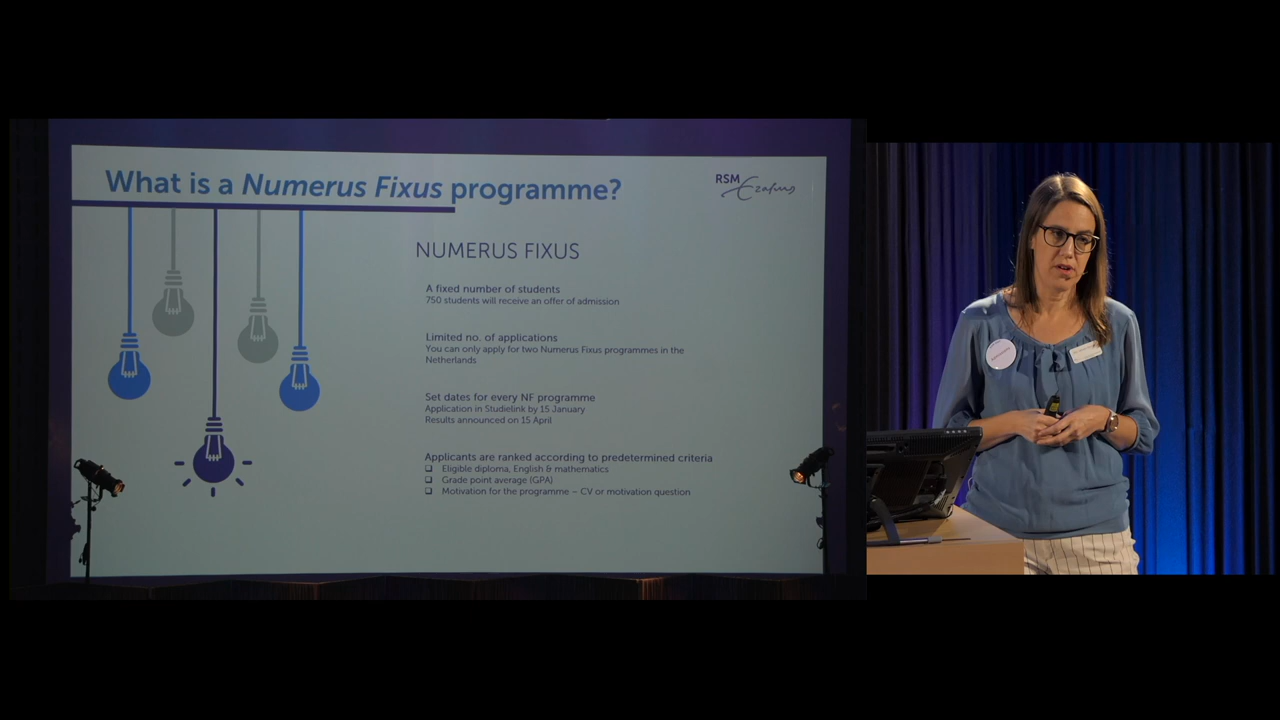 What is a Numerus Fixus programme?
RSM
Erasmus
NUMERUS FIXUS
A fixed number of students
750 students will receive an offer of admission
Limited no. of applications
You can only apply for two Numerus Fixus programmes in the
Netherlands
Set dates for every NF programme
Application in Studielink by 15 January
Results announced on 15 April
Applicants are ranked according to predetermined criteria
Eligible diploma, English & mathematics
Grade point average (GPA)
Motivation for the programme – CV or motivation question